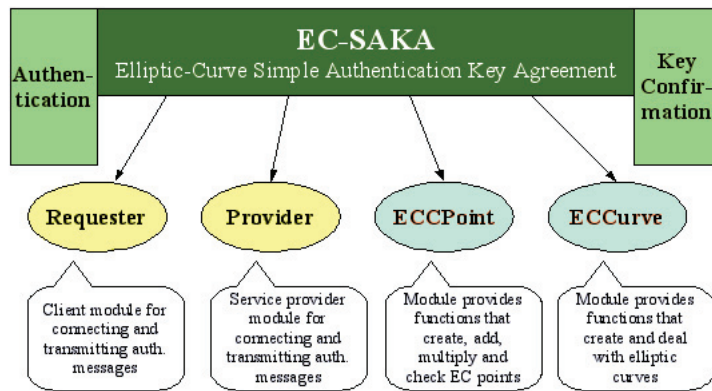 EC-SAKA
Elliptic-Curve Simple Authentication Key Agreement
Authen-
tication
Key
Confir-
mation
Requester
Provider
ECCPoint
ECCurve
Client module for
connecting and
transmitting auth.
messages
Service provider
module for
connecting and
transmitting auth.
messages
Module provides
functions that
create, add,
multiply and
check EC points
Module provides
functions that
create and deal
with elliptic
curves